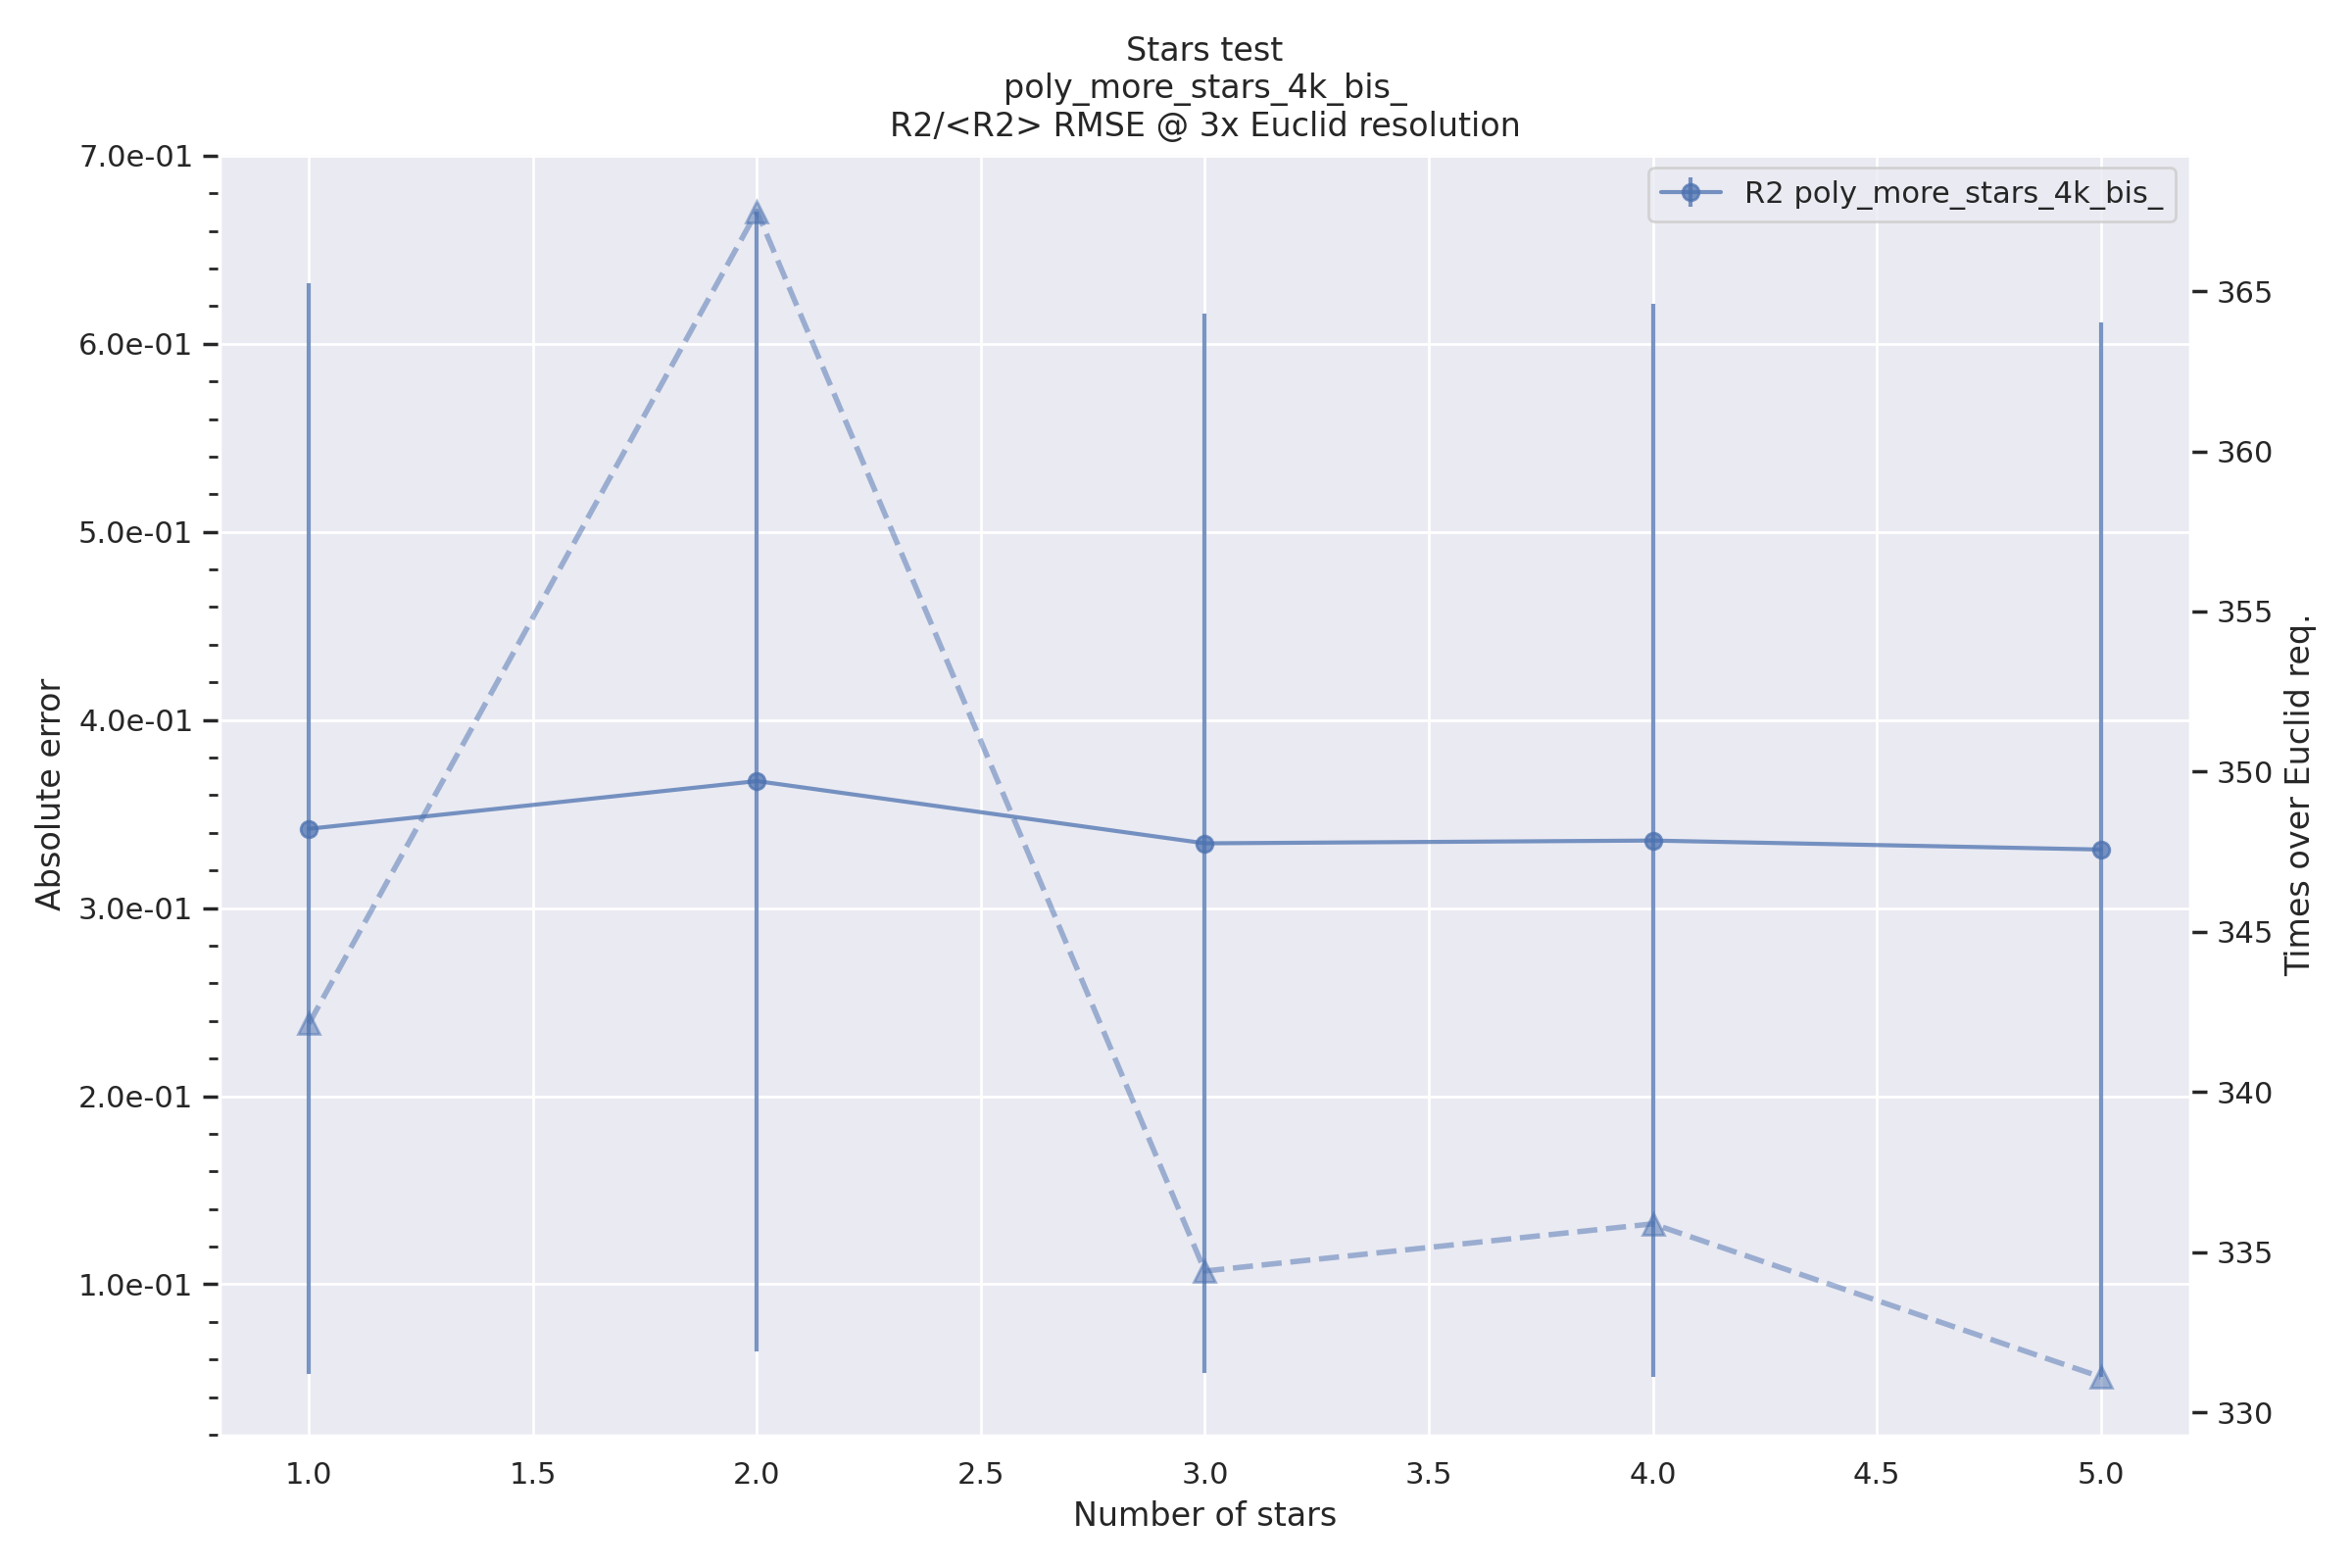 Stars test
poly_more_stars_4k_bis_
R2/<R2> RMSE @ 3x Euclid resolution
R2 poly_more_stars_4k_bis_
Absolute error
7.0e-01
6.0e-01
5.0e-01
4.0e-01
3.0e-01
2.0e-01
1.0e-01
365
360
355
350
345
340
335
330
Times over Euclid req.
1.0 1.5 2.0 2.5 3.0 3.5 4.0 4.5 5.0
Number of stars